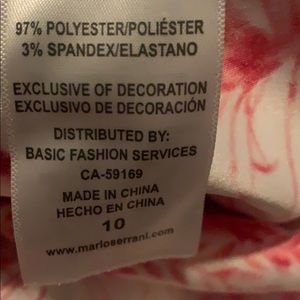 97% POLYESTER/POLIÉSTER
3% SPANDEX/ELASTANO
EXCLUSIVE OF DECORATION
EXCLUSIVO DE DECORACIÓN
DISTRIBUTED BY:
BASIC FASHION SERVICES
CA-59169
MADE IN CHINA
HECHO EN CHINA
10
www.marioserrani.com